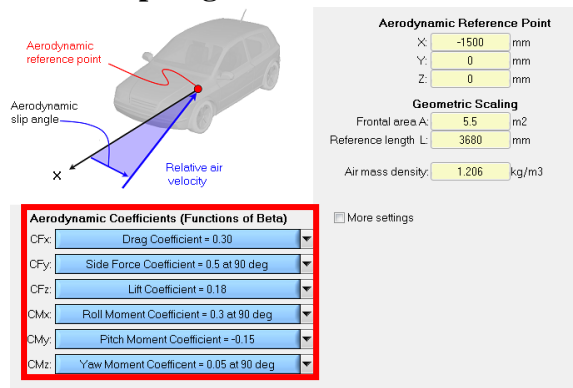 Aerodynamic
reference point
Aerodynamic
slip angle
X
Relative air
velocity
Aerodynamic Reference Point
X: -1500 mm
Y: 0 mm
Z: 0 mm
Geometric Scaling
Frontal area A: 5.5 m2
Reference length L: 3680 mm
Air mass density: 1.206 kg/m3
More settings
Aerodynamic Coefficients (Functions of Beta)
CFx: Drag Coefficient = 0.30
CFy: Side Force Coefficient = 0.5 at 90 deg
CFz: Lift Coefficient = 0.18
CMx: Roll Moment Coefficient = 0.3 at 90 deg
CMy: Pitch Moment Coefficient = -0.15
CMz: Yaw Moment Coefficent = 0.05 at 90 deg